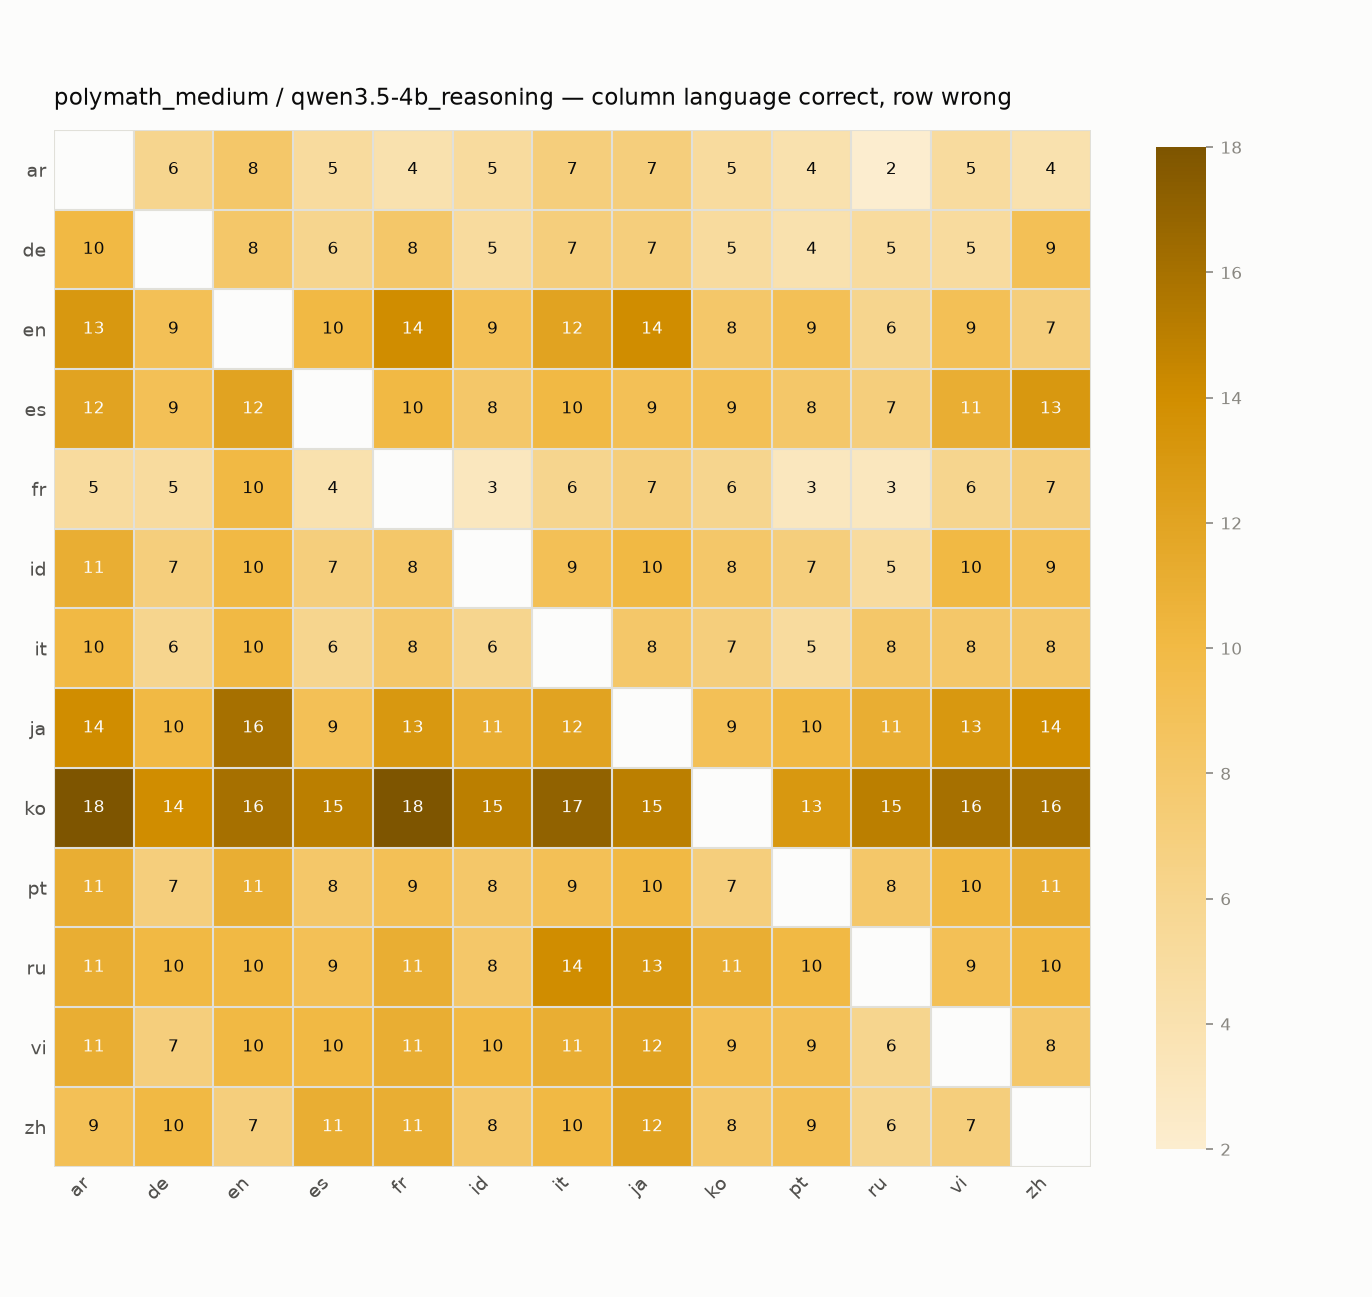 polymath_medium / qwen3.5-4b_reasoning — column language correct, row wrong
ar 6 8 5 4 5 7 7 5 4 2 5 4
de 10 8 6 8 5 7 7 5 4 5 5 9
en 13 9 10 14 9 12 14 8 9 6 9 7
es 12 9 12 10 8 10 9 9 8 7 11 13
fr 5 5 10 4 3 6 7 6 3 3 6 7
id 11 7 10 7 8 9 10 8 7 5 10 9
it 10 6 10 6 8 6 8 7 5 8 8 8
ja 14 10 16 9 13 11 12 9 10 11 13 14
ko 18 14 16 15 18 15 17 15 13 15 16 16
pt 11 7 11 8 9 8 9 10 7 8 10 11
ru 11 10 10 9 11 8 14 13 11 10 9 10
vi 11 7 10 10 11 10 11 12 9 9 6 8
zh 9 10 7 11 11 8 10 12 8 9 6 7
ar de en es fr id it ja ko pt ru vi zh
18
16
14
12
10
8
6
4
2